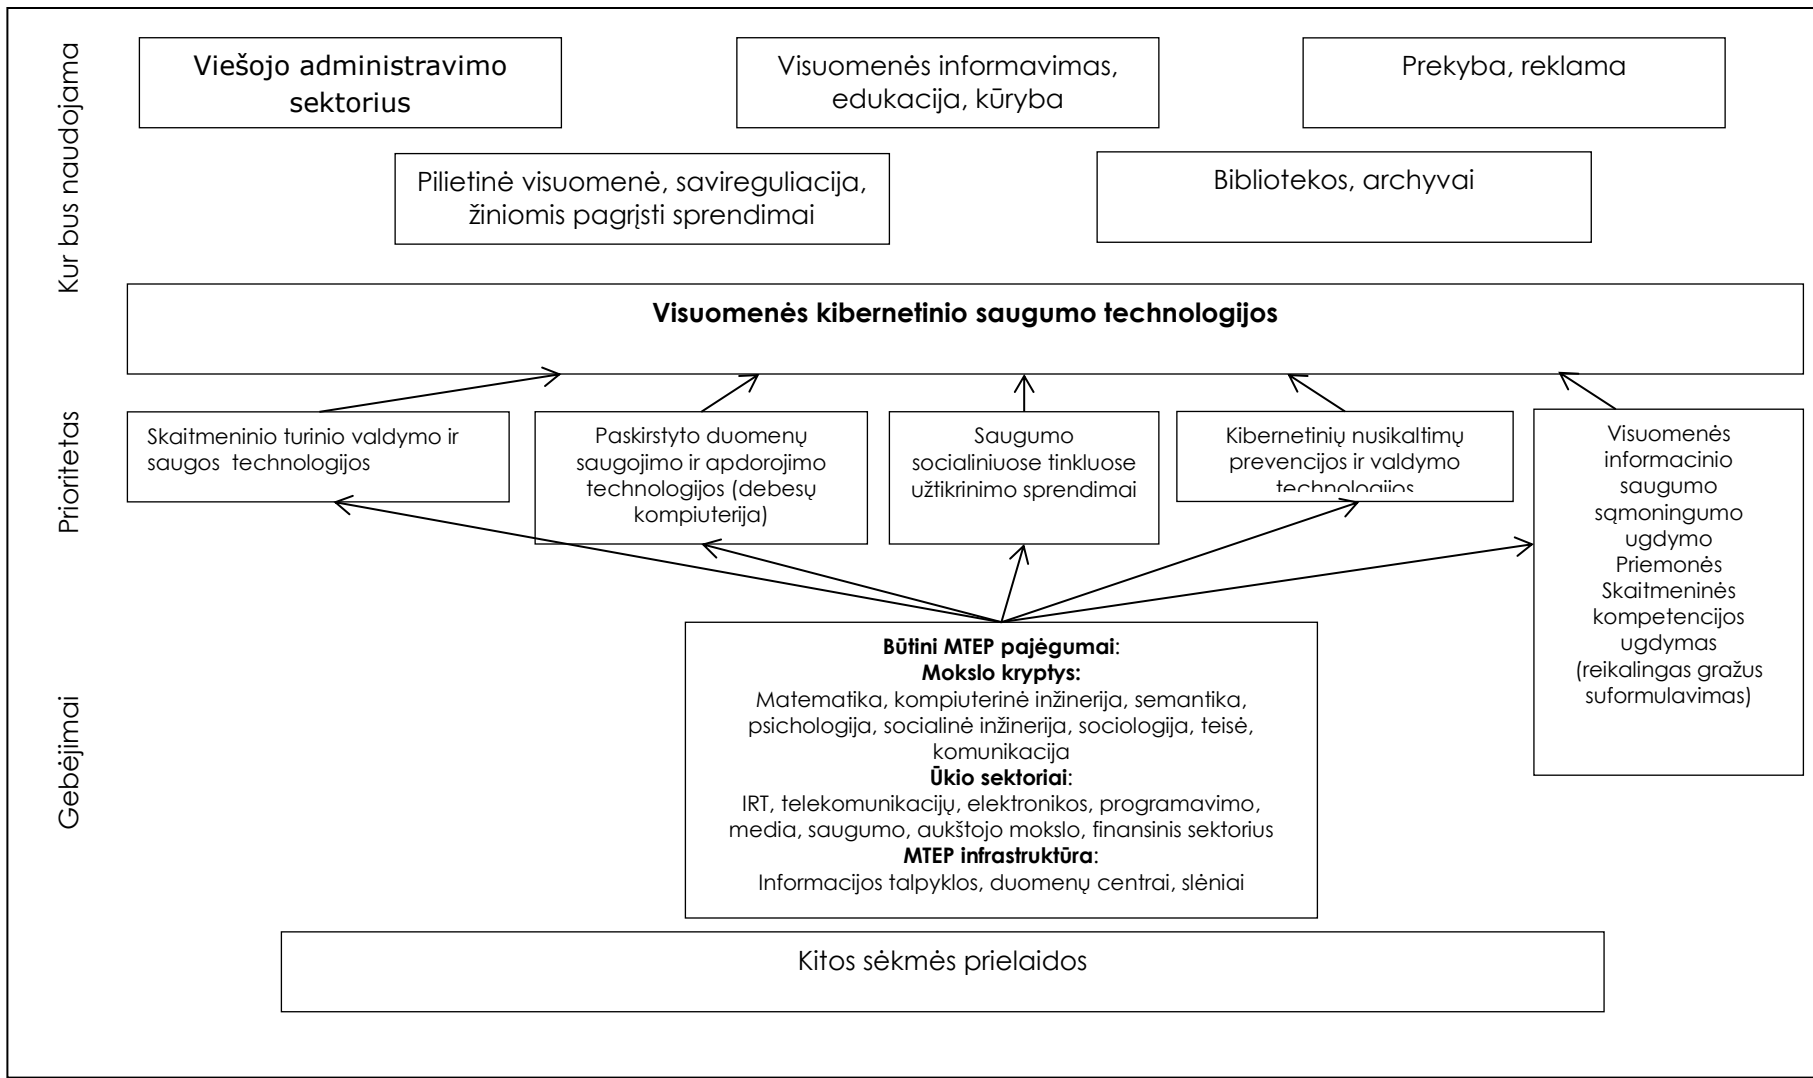 Kur bus naudojama
Viešojo administravimo
sektorius
Visuomenės informavimas,
edukacija, kūryba
Prekyba, reklama
Pilietinė visuomenė, savireguliacija,
žiniomis pagrįsti sprendimai
Bibliotekos, archyvai
Visuomenės kibernetinio saugumo technologijos
Prioritetas
Skaitmeninio turinio valdymo ir
saugos technologijos
Paskirstyto duomenų
saugojimo ir apdorojimo
technologijos (debesų
kompiuterija)
Saugumo
socialiniuose tinkluose
užtikrinimo sprendimai
Kibernetinių nusikaltimų
prevencijos ir valdymo
technologijos
Visuomenės
informacinio
saugumo
sąmoningumo
ugdymo
Priemonės
Skaitmeninės
kompetencijos
ugdymas
(reikalingas gražus
suformulavimas)
Gebėjimai
Būtini MTEP pajėgumai:
Mokslo kryptys:
Matematika, kompiuterinė inžinerija, semantika,
psichologija, socialinė inžinerija, sociologija, teisė,
komunikacija
Ūkio sektoriai:
IRT, telekomunikacijų, elektronikos, programavimo,
media, saugumo, aukštojo mokslo, finansinis sektorius
MTEP infrastruktūra:
Informacijos talpyklos, duomenų centrai, slėniai
Kitos sėkmės prielaidos